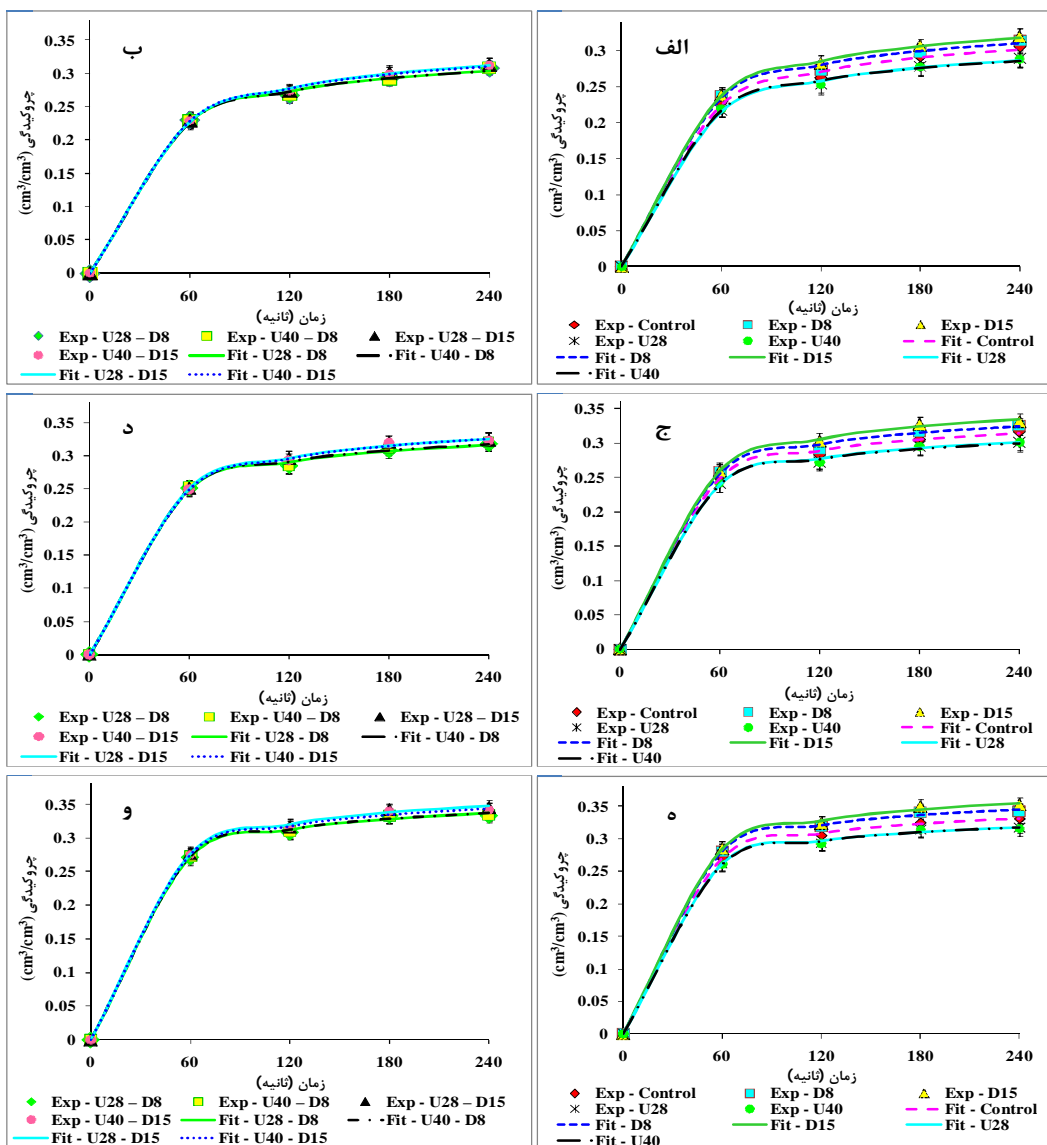 الف
چروکیدگی (cm³/cm³)
0.3
0.25
0.2
0.15
0.1
0.05
0
0 60 120 180 240
زمان (ثانیه)
Exp - Control Exp - D8 Exp - D15
Exp - U28 Exp - U40 Fit - Control
Fit - D8 Fit - D15 Fit - U28
Fit - U40
ب
چروکیدگی (cm³/cm³)
0.35
0.3
0.25
0.2
0.15
0.1
0.05
0
0 60 120 180 240
زمان (ثانیه)
Exp - U28 – D8 Exp - U40 – D8 Exp - U28 – D15
Exp - U40 – D15 Fit - U28 - D8 Fit - U40 - D8
Fit - U28 - D15 Fit - U40 - D15
ج
چروکیدگی (cm³/cm³)
0.35
0.3
0.25
0.2
0.15
0.1
0.05
0
0 60 120 180 240
زمان (ثانیه)
Exp - Control Exp - D8 Exp - D15
Exp - U28 Exp - U40 Fit - Control
Fit - D8 Fit - D15 Fit - U28
Fit - U40
د
چروکیدگی (cm³/cm³)
0.35
0.3
0.25
0.2
0.15
0.1
0.05
0
0 60 120 180 240
زمان (ثانیه)
Exp - U28 – D8 Exp - U40 – D8 Exp - U28 – D15
Exp - U40 – D15 Fit - U28 - D8 Fit - U40 - D8
Fit - U28 - D15 Fit - U40 - D15
ه
چروکیدگی (cm³/cm³)
0.35
0.3
0.25
0.2
0.15
0.1
0.05
0
0 60 120 180 240
زمان (ثانیه)
Exp - Control Exp - D8 Exp - D15
Exp - U28 Exp - U40 Fit - Control
Fit - D8 Fit - D15 Fit - U28
Fit - U40
و
چروکیدگی (cm³/cm³)
0.35
0.3
0.25
0.2
0.15
0.1
0.05
0
0 60 120 180 240
زمان (ثانیه)
Exp - U28 – D8 Exp - U40 – D8 Exp - U28 – D15
Exp - U40 – D15 Fit - U28 - D8 Fit - U40 - D8
Fit - U28 - D15 Fit - U40 - D15